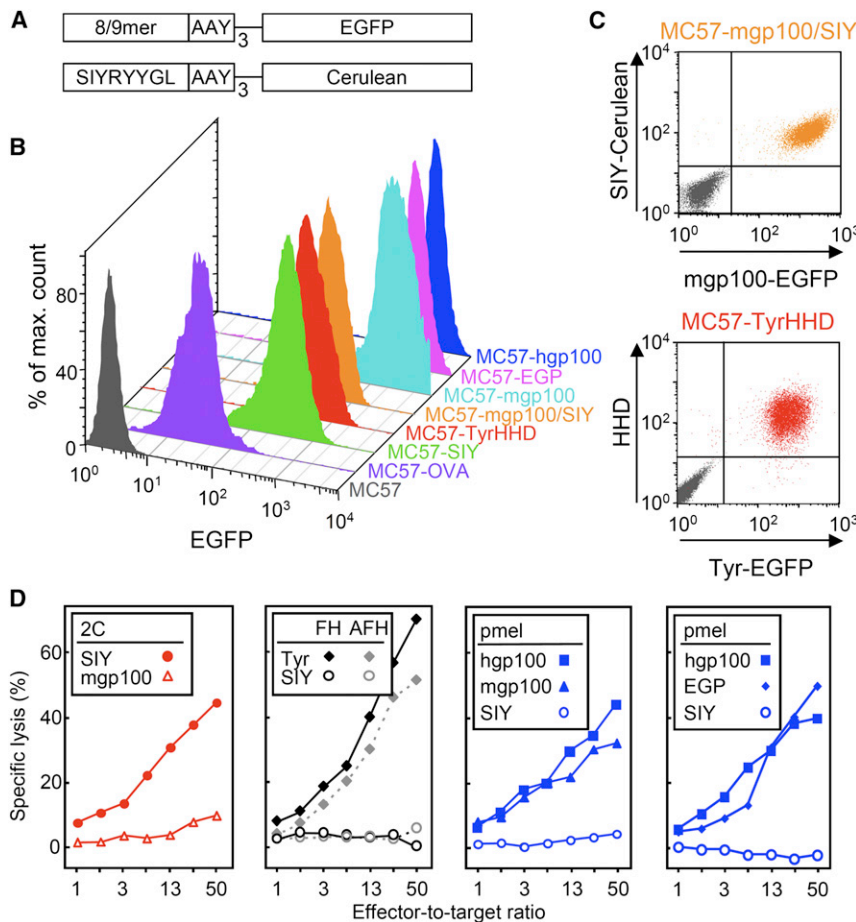 A
8/9mer AAY 3 EGFP
SIYRYYGL AAY 3 Cerulean
B
% of max. count
80
40
0
10^0 10^1 10^2 10^3 10^4
EGFP
MC57-hgp100
MC57-EGP
MC57-mgp100
MC57-mgp100/SIY
MC57-TyrHHD
MC57-SIY
MC57-OVA
MC57
C
MC57-mgp100/SIY
SIY-Cerulean
10^4
10^2
10^0
10^0 10^2 10^3
mgp100-EGFP
MC57-TyrHHD
HHD
10^4
10^2
10^0
10^0 10^2 10^3
Tyr-EGFP
D
Specific lysis (%)
60
40
20
0
2C
SIY
mgp100
1 3 13 50
FH AFH
Tyr
SIY
1 3 13 50
pmel
hgp100
mgp100
SIY
1 3 13 50
pmel
hgp100
EGP
SIY
1 3 13 50
Effector-to-target ratio